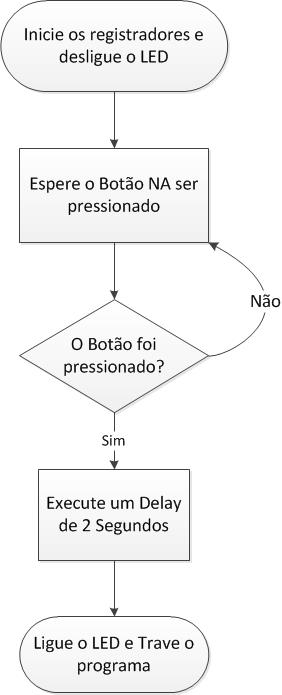 Inicie os registradores e
desligue o LED
Espere o Botão NA ser
pressionado
O Botão foi
pressionado?
Não
Sim
Execute um Delay
de 2 Segundos
Ligue o LED e Trave o
programa